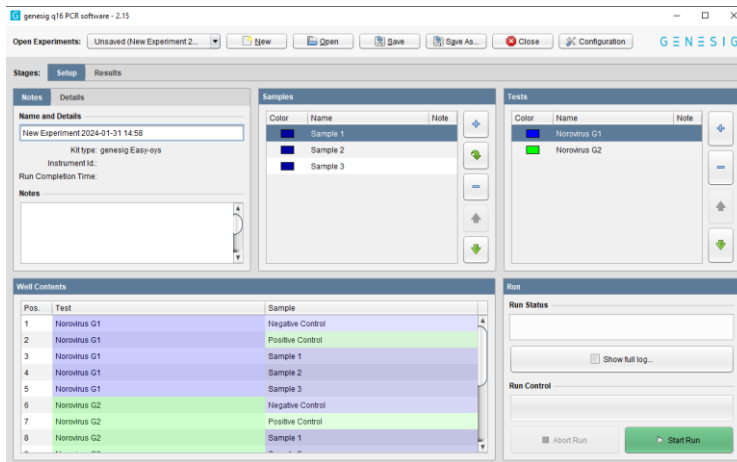 genesig q16 PCR software - 2.15
Open Experiments: Unsaved (New Experiment 2... New Open Save Save As... Close Configuration GENESIG
Stages: Setup Results
Notes Details
Name and Details
New Experiment 2024-01-31 14:58
Kit type: genesig Easy-oys
Instrument Id.:
Run Completion Time:
Notes
Samples
Color Name Note
Sample 1
Sample 2
Sample 3
Tests
Color Name Note
Norovirus G1
Norovirus G2
Well Contents
Pos. Test Sample
1 Norovirus G1 Negative Control
2 Norovirus G1 Positive Control
3 Norovirus G1 Sample 1
4 Norovirus G1 Sample 2
5 Norovirus G1 Sample 3
6 Norovirus G2 Negative Control
7 Norovirus G2 Positive Control
8 Norovirus G2 Sample 1
Run
Run Status
Show full log...
Run Control
Abort Run Start Run